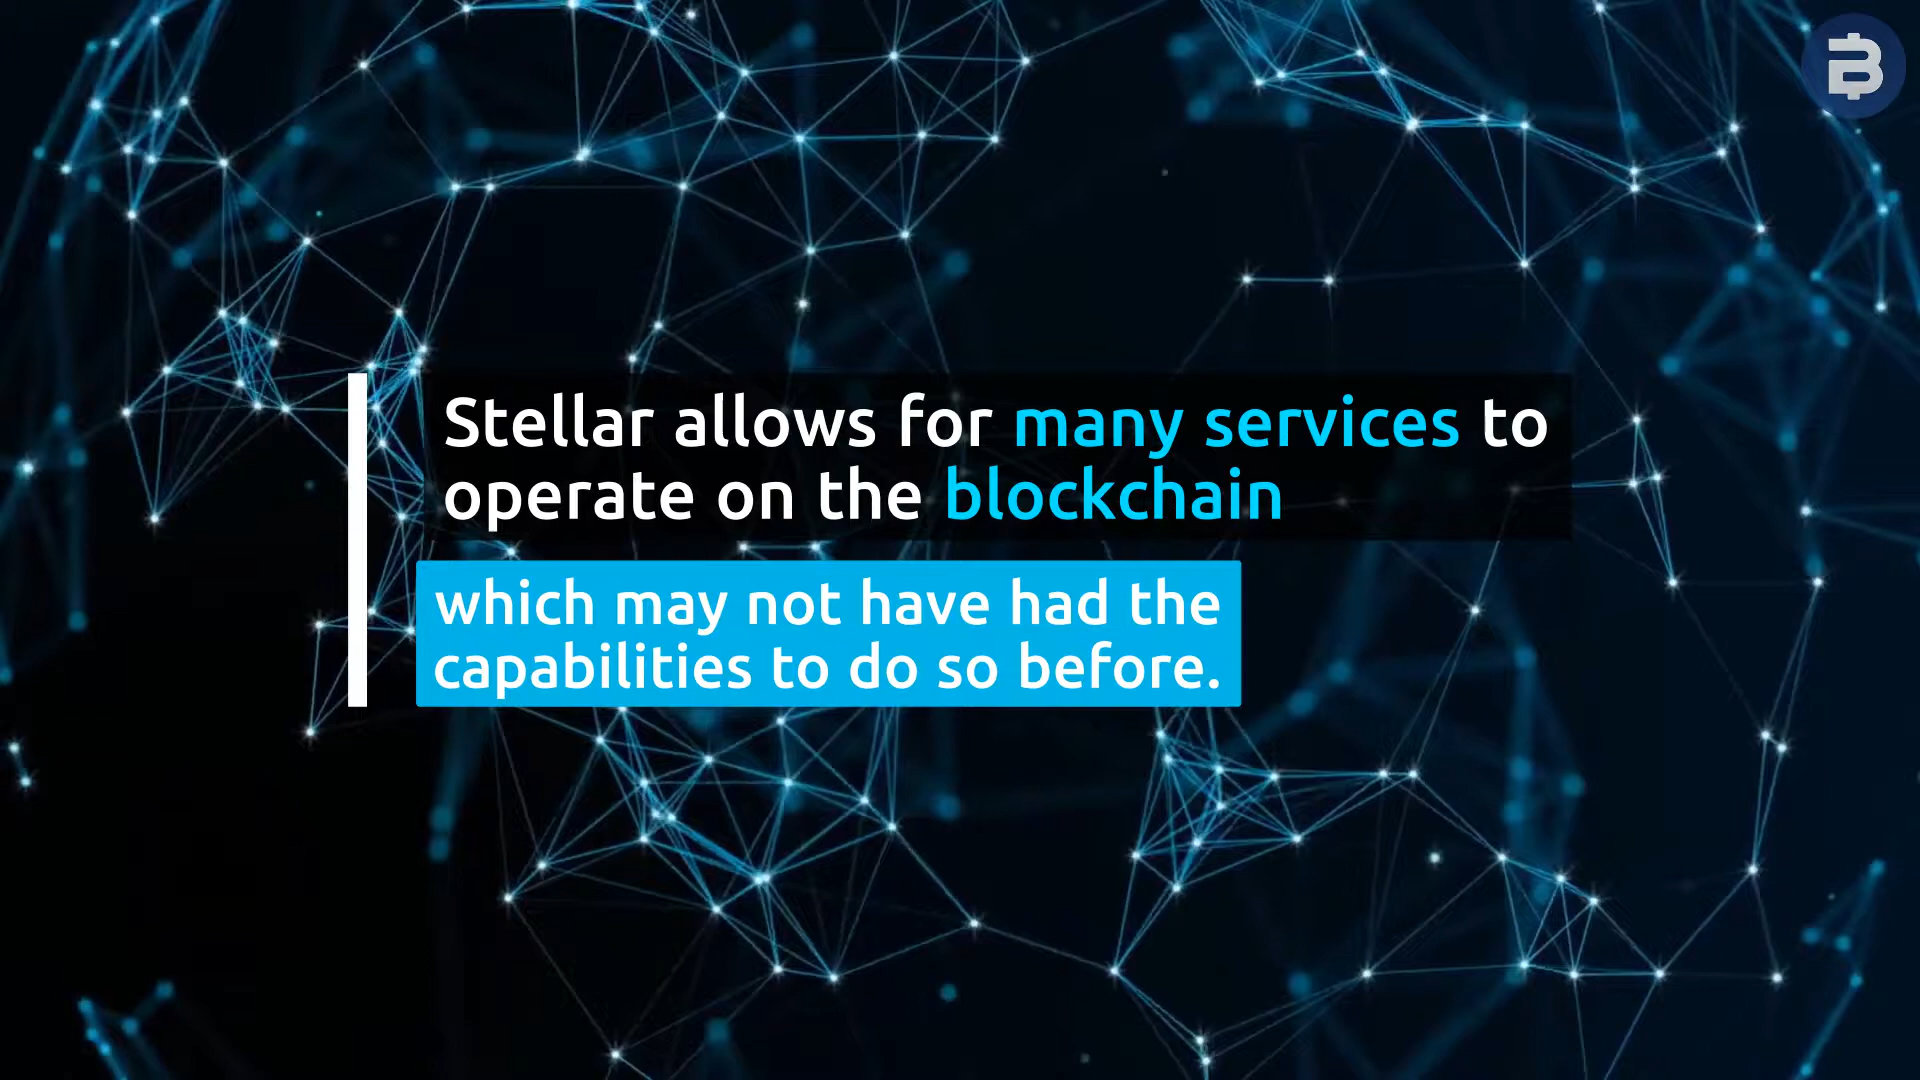 Stellar allows for many services to
operate on the blockchain
which may not have had the
capabilities to do so before.